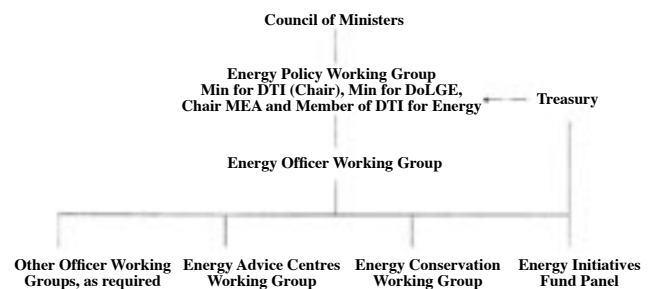 Council of Ministers
Energy Policy Working Group
Min for DTI (Chair), Min for DoLGE,
Chair MEA and Member of DTI for Energy
Treasury
Energy Officer Working Group
Other Officer Working
Groups, as required
Energy Advice Centres
Working Group
Energy Conservation
Working Group
Energy Initiatives
Fund Panel